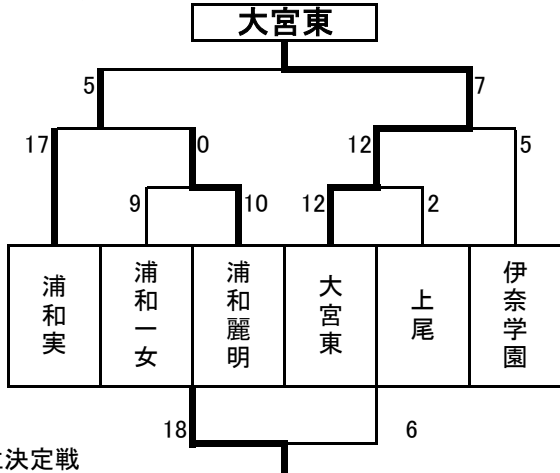 大宮東
5 7
17 0 12 5
9 10 12 2
浦和実
浦和一女
浦和麗明
大宮東
上尾
伊奈学園
18 6
決定戦